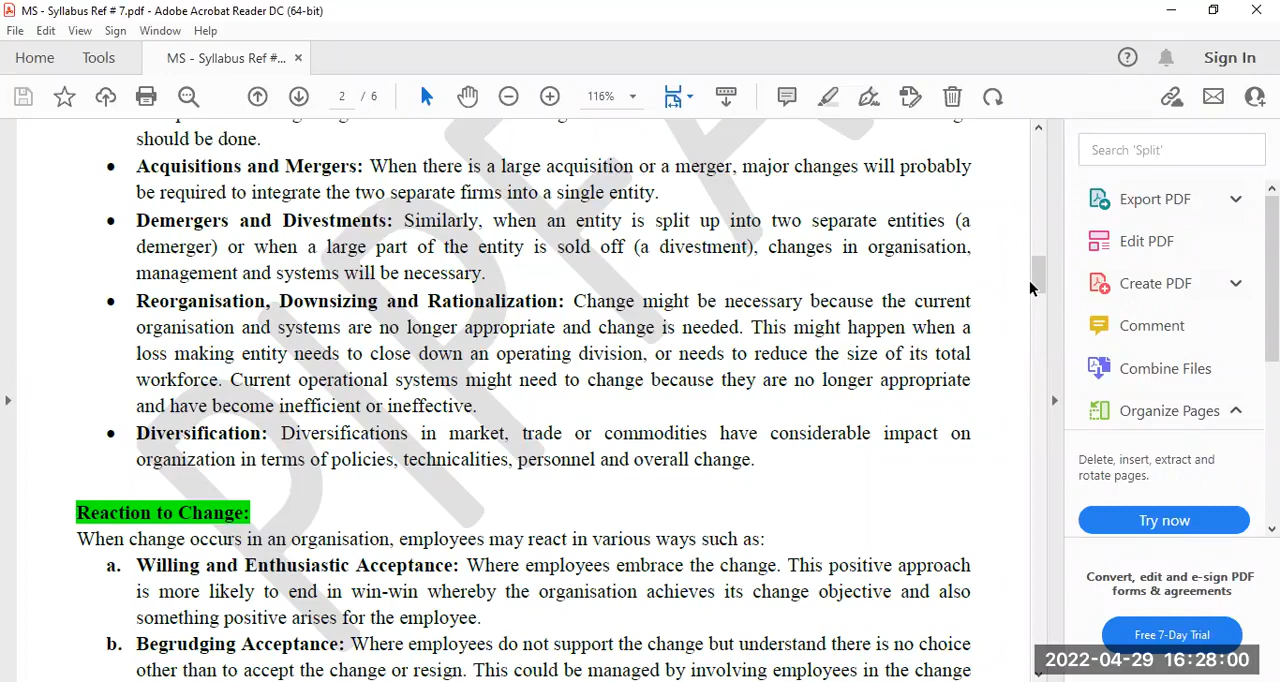 MS - Syllabus Ref # 7.pdf - Adobe Acrobat Reader DC (64-bit)
File Edit View Sign Window Help
Home Tools MS - Syllabus Ref #... × Sign In
2 / 6 116%
should be done.
• Acquisitions and Mergers: When there is a large acquisition or a merger, major changes will probably
be required to integrate the two separate firms into a single entity.
• Demergers and Divestments: Similarly, when an entity is split up into two separate entities (a
demerger) or when a large part of the entity is sold off (a divestment), changes in organisation,
management and systems will be necessary.
• Reorganisation, Downsizing and Rationalization: Change might be necessary because the current
organisation and systems are no longer appropriate and change is needed. This might happen when a
loss making entity needs to close down an operating division, or needs to reduce the size of its total
workforce. Current operational systems might need to change because they are no longer appropriate
and have become inefficient or ineffective.
• Diversification: Diversifications in market, trade or commodities have considerable impact on
organization in terms of policies, technicalities, personnel and overall change.
Reaction to Change:
When change occurs in an organisation, employees may react in various ways such as:
a. Willing and Enthusiastic Acceptance: Where employees embrace the change. This positive approach
is more likely to end in win-win whereby the organisation achieves its change objective and also
something positive arises for the employee.
b. Begrudging Acceptance: Where employees do not support the change but understand there is no choice
other than to accept the change or resign. This could be managed by involving employees in the change
PIPFA
Search 'Split'
Export PDF
Edit PDF
Create PDF
Comment
Combine Files
Organize Pages
Delete, insert, extract and
rotate pages.
Try now
Convert, edit and e-sign PDF
forms & agreements
Free 7-Day Trial
2022-04-29 16:28:00